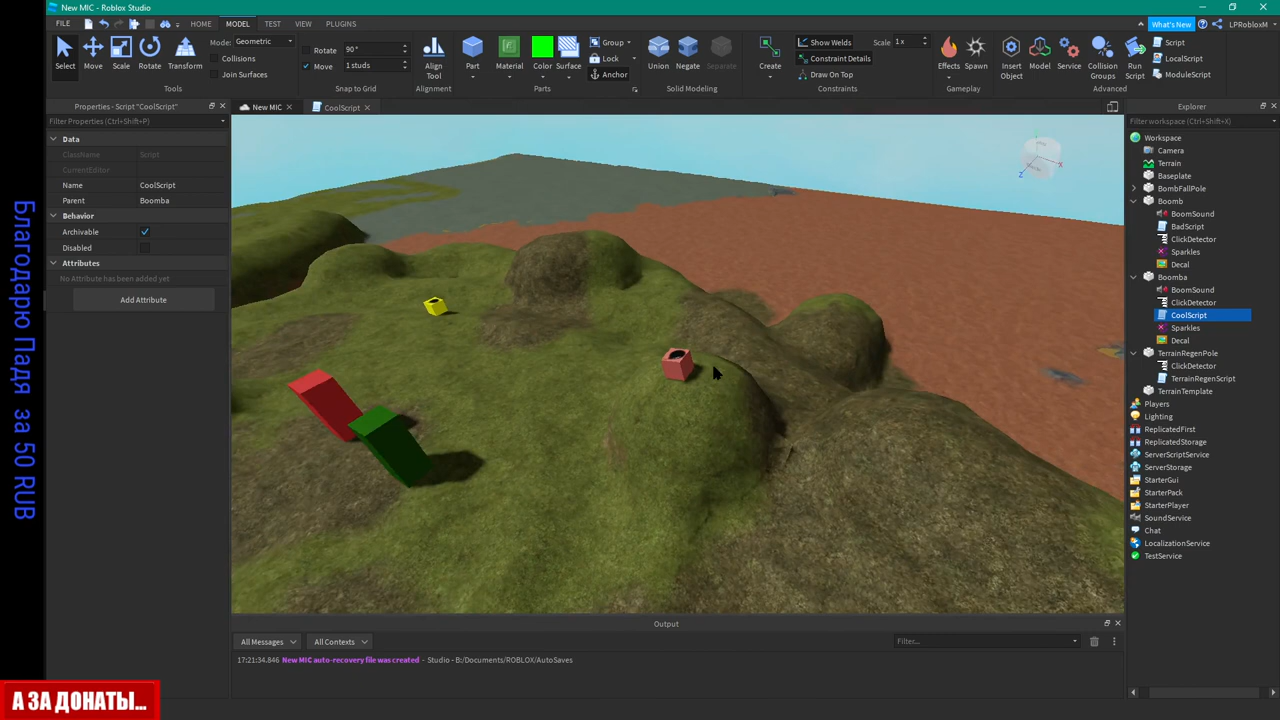 New MIC - Roblox Studio
FILE HOME MODEL TEST VIEW PLUGINS What's New LPRobloxM
Select Move Scale Rotate Transform
Mode: Geometric
Collisions
Join Surfaces
Tools
Rotate 90°
Move 1 studs
Snap to Grid
Align Tool
Alignment
Part Material Color Surface
Group
Lock
Anchor
Parts
Union Negate Separate
Solid Modeling
Create
Show Welds Scale 1 x
Constraint Details
Draw On Top
Constraints
Effects Spawn
Gameplay
Insert Object Model Service Collision Groups Run Script
Script
LocalScript
ModuleScript
Advanced
Properties - Script "CoolScript"
Filter Properties (Ctrl+Shift+P)
Data
ClassName Script
CurrentEditor
Name CoolScript
Parent Boomba
Behavior
Archivable
Disabled
Attributes
No Attribute has been added yet
Add Attribute
New MIC CoolScript
X
Z
Explorer
Filter workspace (Ctrl+Shift+X)
Workspace
Camera
Terrain
Baseplate
BombFallPole
Boomb
BoomSound
BadScript
ClickDetector
Sparkles
Decal
Boomba
BoomSound
ClickDetector
CoolScript
Sparkles
Decal
TerrainRegenPole
ClickDetector
TerrainRegenScript
TerrainTemplate
Players
Lighting
ReplicatedFirst
ReplicatedStorage
ServerScriptService
ServerStorage
StarterGui
StarterPack
StarterPlayer
SoundService
Chat
LocalizationService
TestService
Output
All Messages All Contexts Filter...
17:21:34.846 New MIC auto-recovery file was created - Studio - B:/Documents/ROBLOX/AutoSaves
Благодарю Падя за 50 RUB
А ЗА ДОНАТЫ...